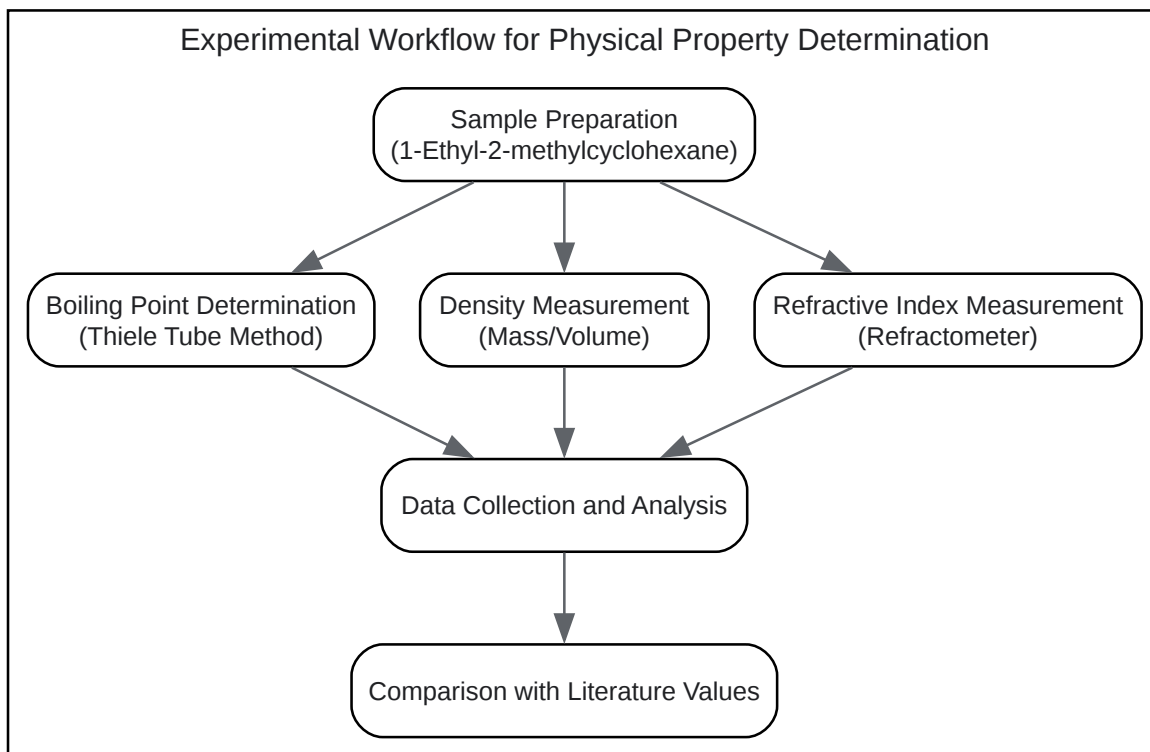 Experimental Workflow for Physical Property Determination
Sample Preparation
(1-Ethyl-2-methylcyclohexane)
Boiling Point Determination
(Thiele Tube Method)
Density Measurement
(Mass/Volume)
Refractive Index Measurement
(Refractometer)
Data Collection and Analysis
Comparison with Literature Values